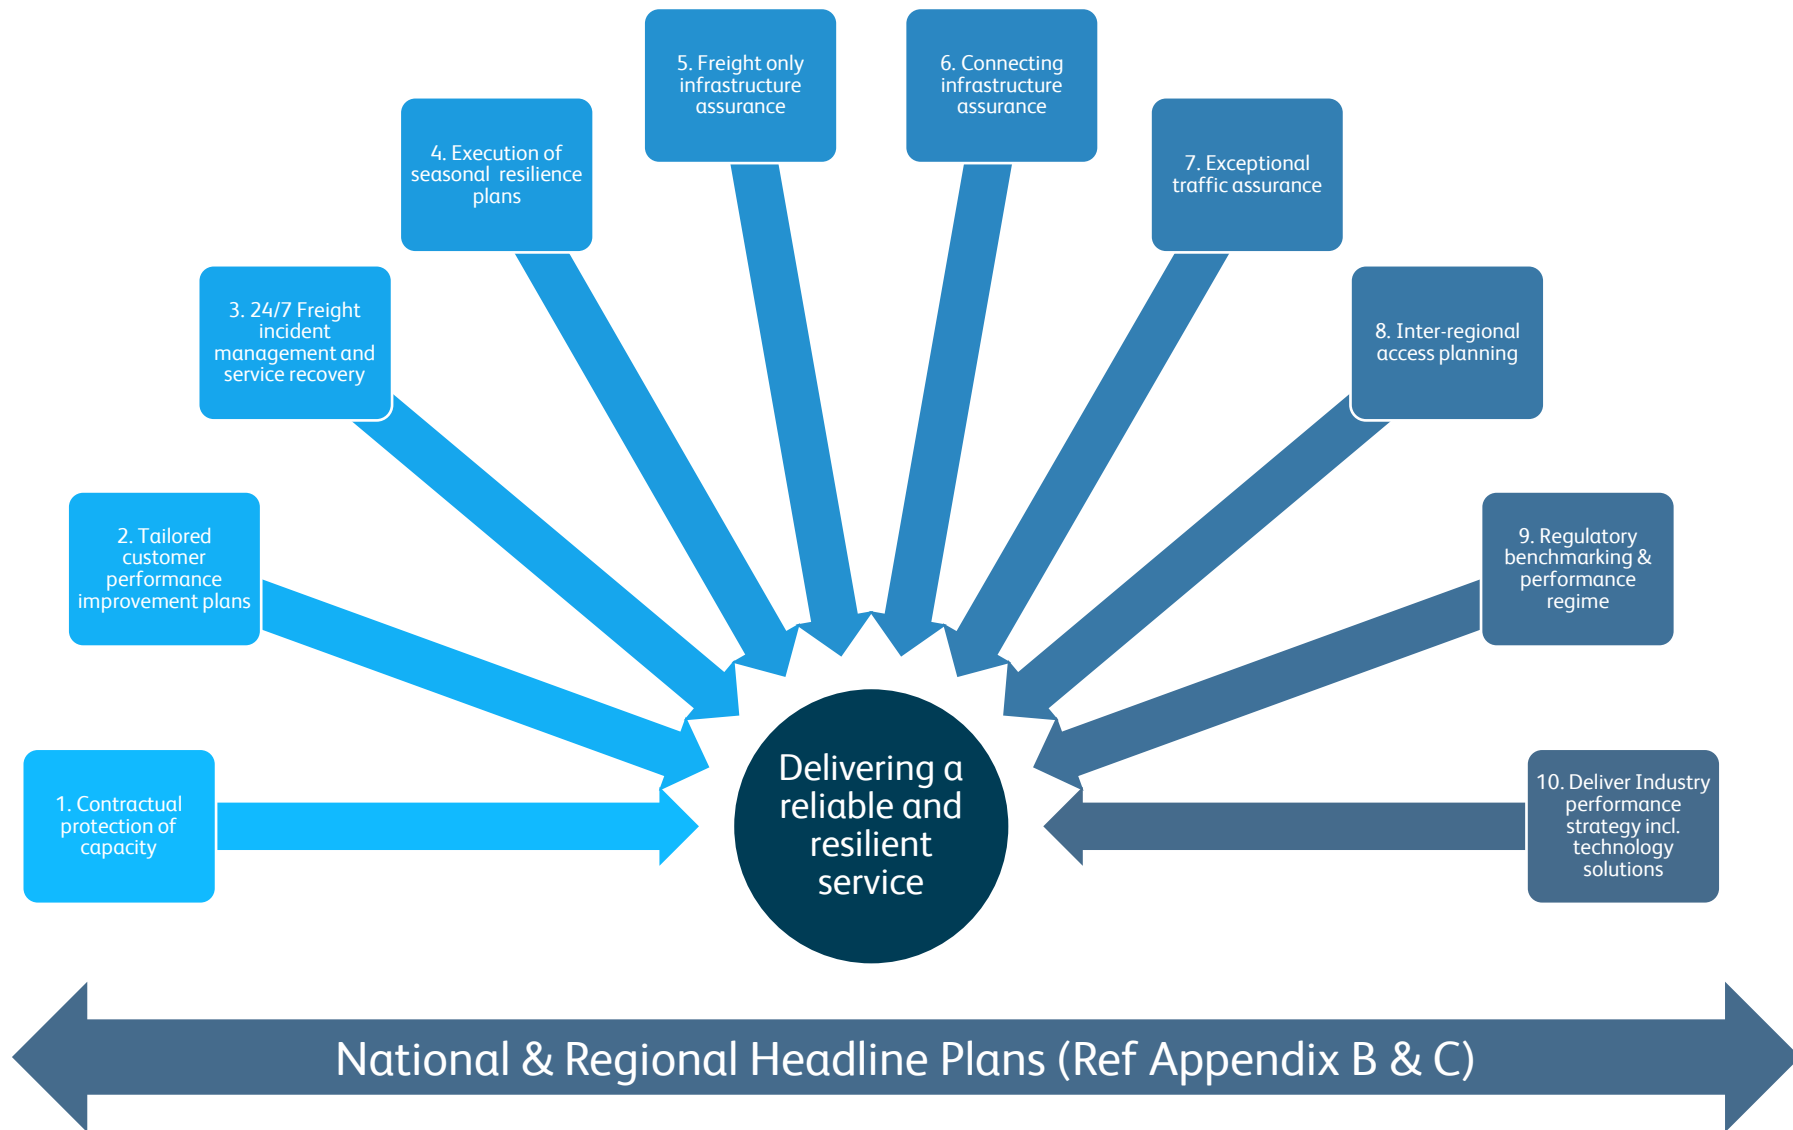 1. Contractual
protection of
capacity
2. Tailored
customer
performance
improvement plans
3. 24/7 Freight
incident
management and
service recovery
4. Execution of
seasonal  resilience
plans
5. Freight only
infrastructure
assurance
6. Connecting
infrastructure
assurance
7. Exceptional
traffic assurance
8. Inter-regional
access planning
9. Regulatory
benchmarking &
performance
regime
10. Deliver Industry
performance
strategy incl.
technology
solutions
Delivering a
reliable and
resilient
service
National & Regional Headline Plans (Ref Appendix B & C)